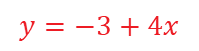 y = −3 + 4x